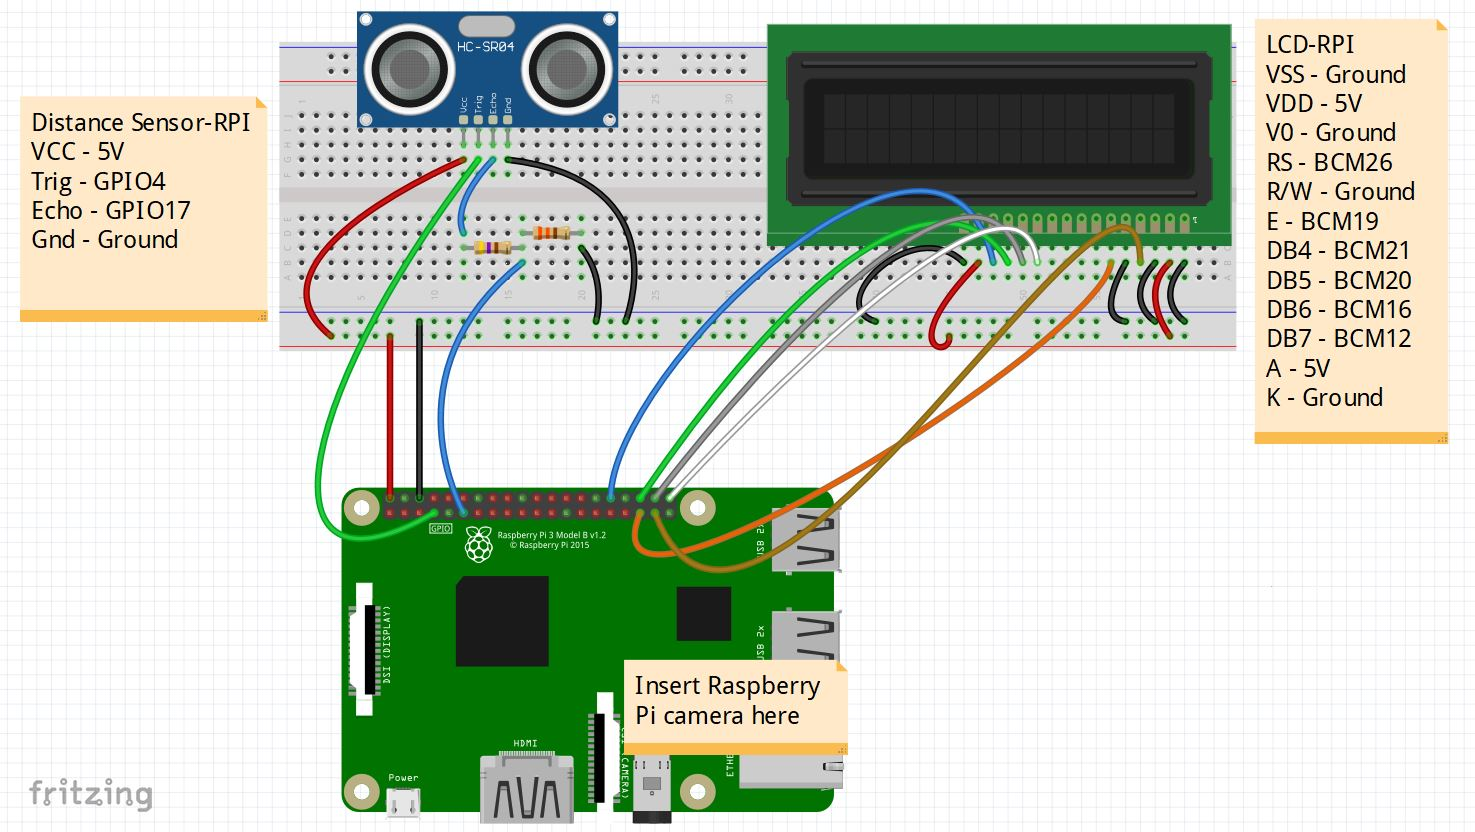 HC-SR04
Vcc
Trig
Echo
Gnd
Distance Sensor-RPI
VCC - 5V
Trig - GPIO4
Echo - GPIO17
Gnd - Ground
LCD-RPI
VSS - Ground
VDD - 5V
V0 - Ground
RS - BCM26
R/W - Ground
E - BCM19
DB4 - BCM21
DB5 - BCM20
DB6 - BCM16
DB7 - BCM12
A - 5V
K - Ground
GPIO
Raspberry Pi 3 Model B v1.2
© Raspberry Pi 2015
USB 2x
DSI (DISPLAY)
USB 2x
Insert Raspberry
Pi camera here
HDMI
Power
fritzing